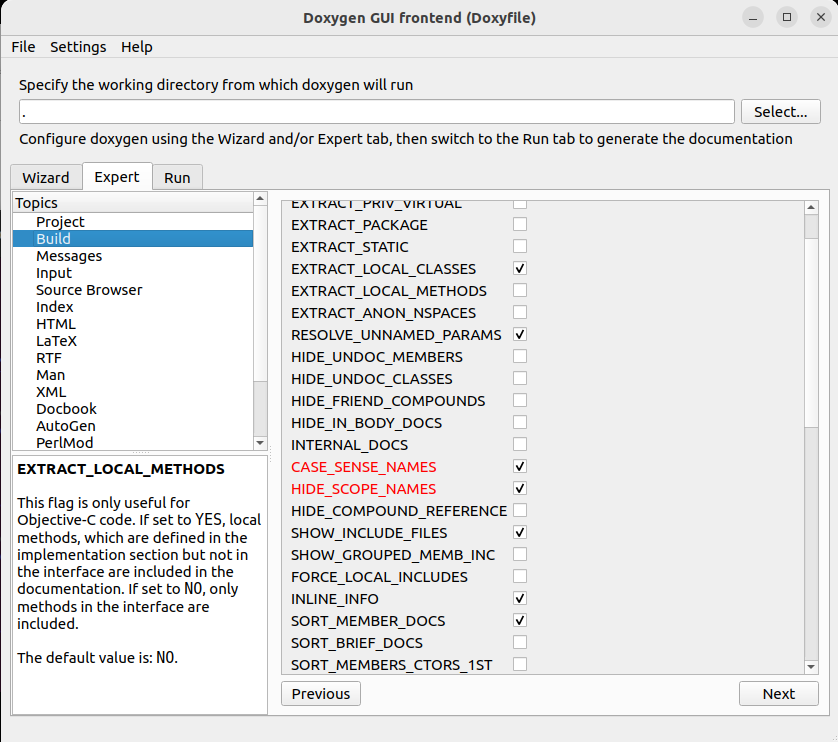 Doxygen GUI frontend (Doxyfile)
File Settings Help
Specify the working directory from which doxygen will run
.
Select...
Configure doxygen using the Wizard and/or Expert tab, then switch to the Run tab to generate the documentation
Wizard Expert Run
Topics
Project
Build
Messages
Input
Source Browser
Index
HTML
LaTeX
RTF
Man
XML
Docbook
AutoGen
PerlMod
EXTRACT_LOCAL_METHODS
This flag is only useful for
Objective-C code. If set to YES, local
methods, which are defined in the
implementation section but not in
the interface are included in the
documentation. If set to NO, only
methods in the interface are
included.
The default value is: NO.
EXTRACT_PRIV_VIRTUAL
EXTRACT_PACKAGE
EXTRACT_STATIC
EXTRACT_LOCAL_CLASSES
EXTRACT_LOCAL_METHODS
EXTRACT_ANON_NSPACES
RESOLVE_UNNAMED_PARAMS
HIDE_UNDOC_MEMBERS
HIDE_UNDOC_CLASSES
HIDE_FRIEND_COMPOUNDS
HIDE_IN_BODY_DOCS
INTERNAL_DOCS
CASE_SENSE_NAMES
HIDE_SCOPE_NAMES
HIDE_COMPOUND_REFERENCE
SHOW_INCLUDE_FILES
SHOW_GROUPED_MEMB_INC
FORCE_LOCAL_INCLUDES
INLINE_INFO
SORT_MEMBER_DOCS
SORT_BRIEF_DOCS
SORT_MEMBERS_CTORS_1ST
Previous
Next